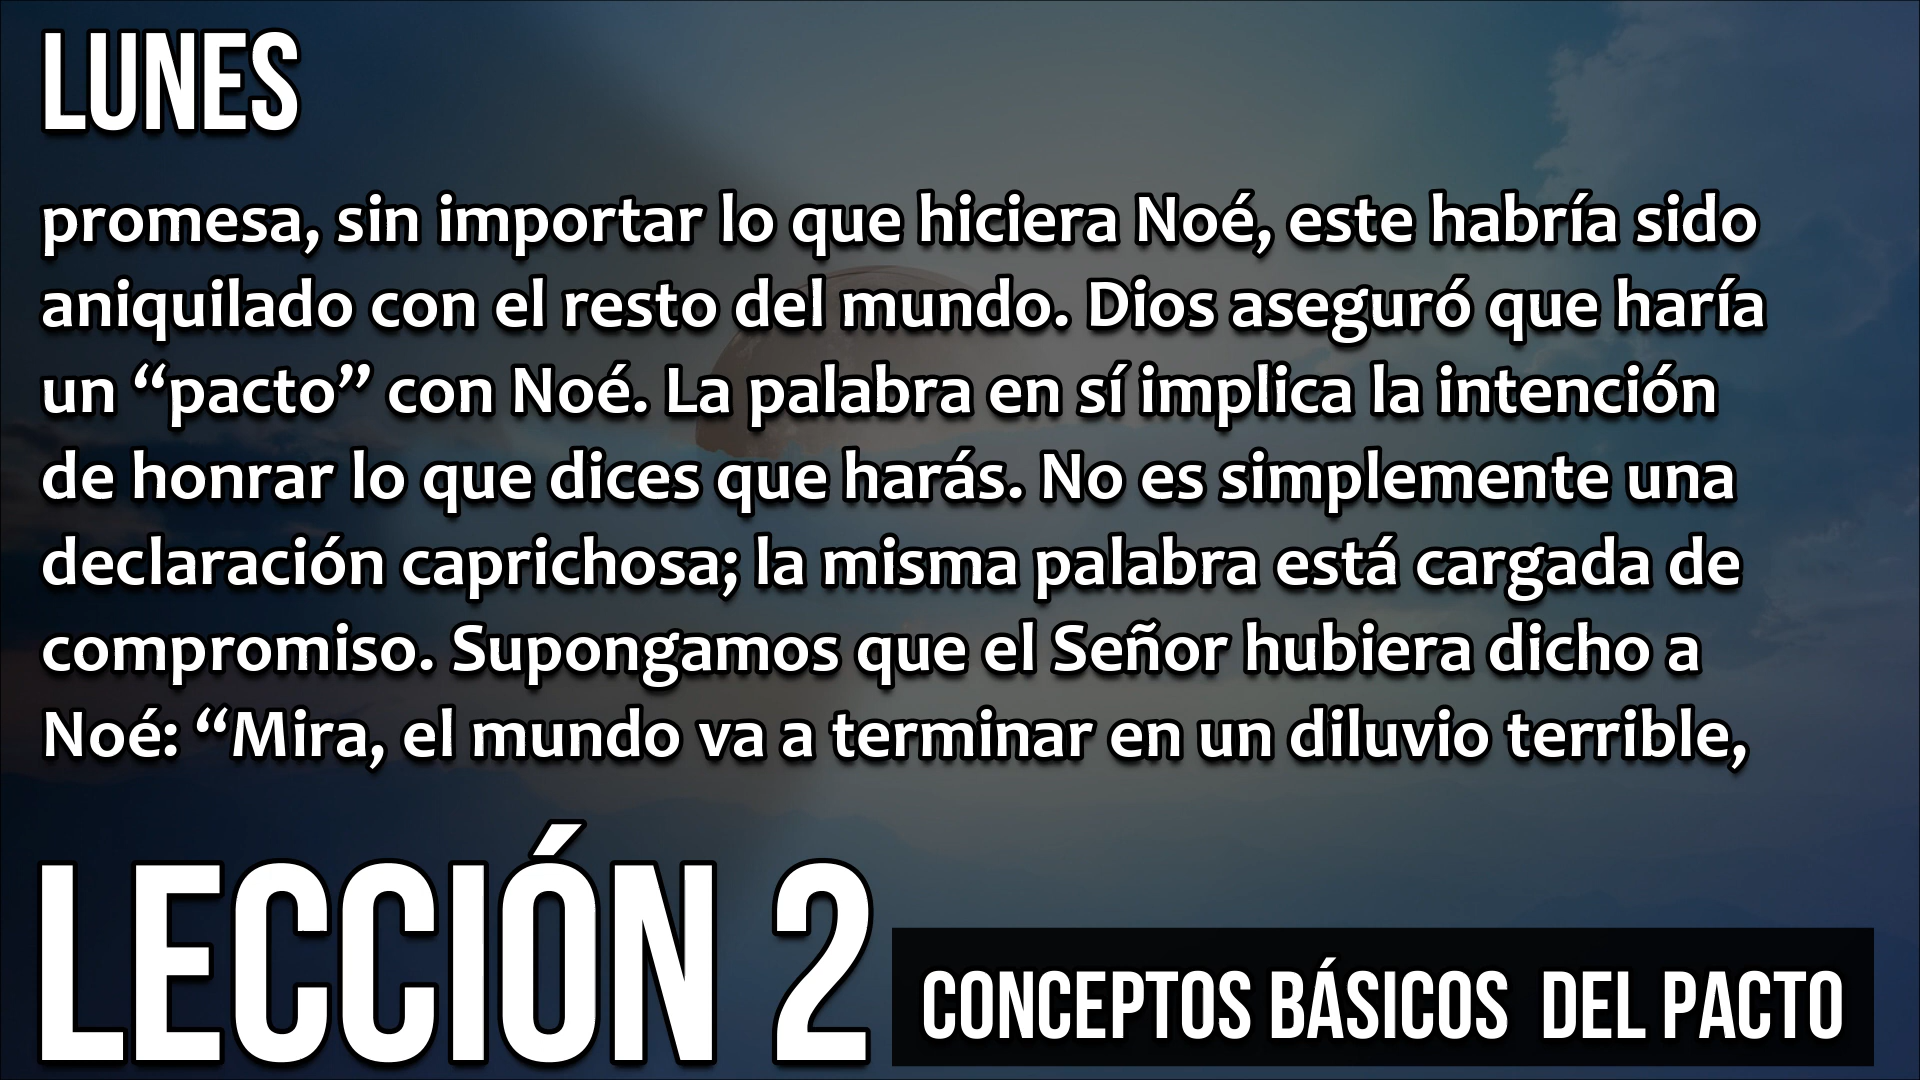 LUNES
promesa, sin importar lo que hiciera Noé, este habría sido
aniquilado con el resto del mundo. Dios aseguró que haría
un “pacto” con Noé. La palabra en sí implica la intención
de honrar lo que dices que harás. No es simplemente una
declaración caprichosa; la misma palabra está cargada de
compromiso. Supongamos que el Señor hubiera dicho a
Noé: “Mira, el mundo va a terminar en un diluvio terrible,
LECCIÓN 2
CONCEPTOS BÁSICOS DEL PACTO